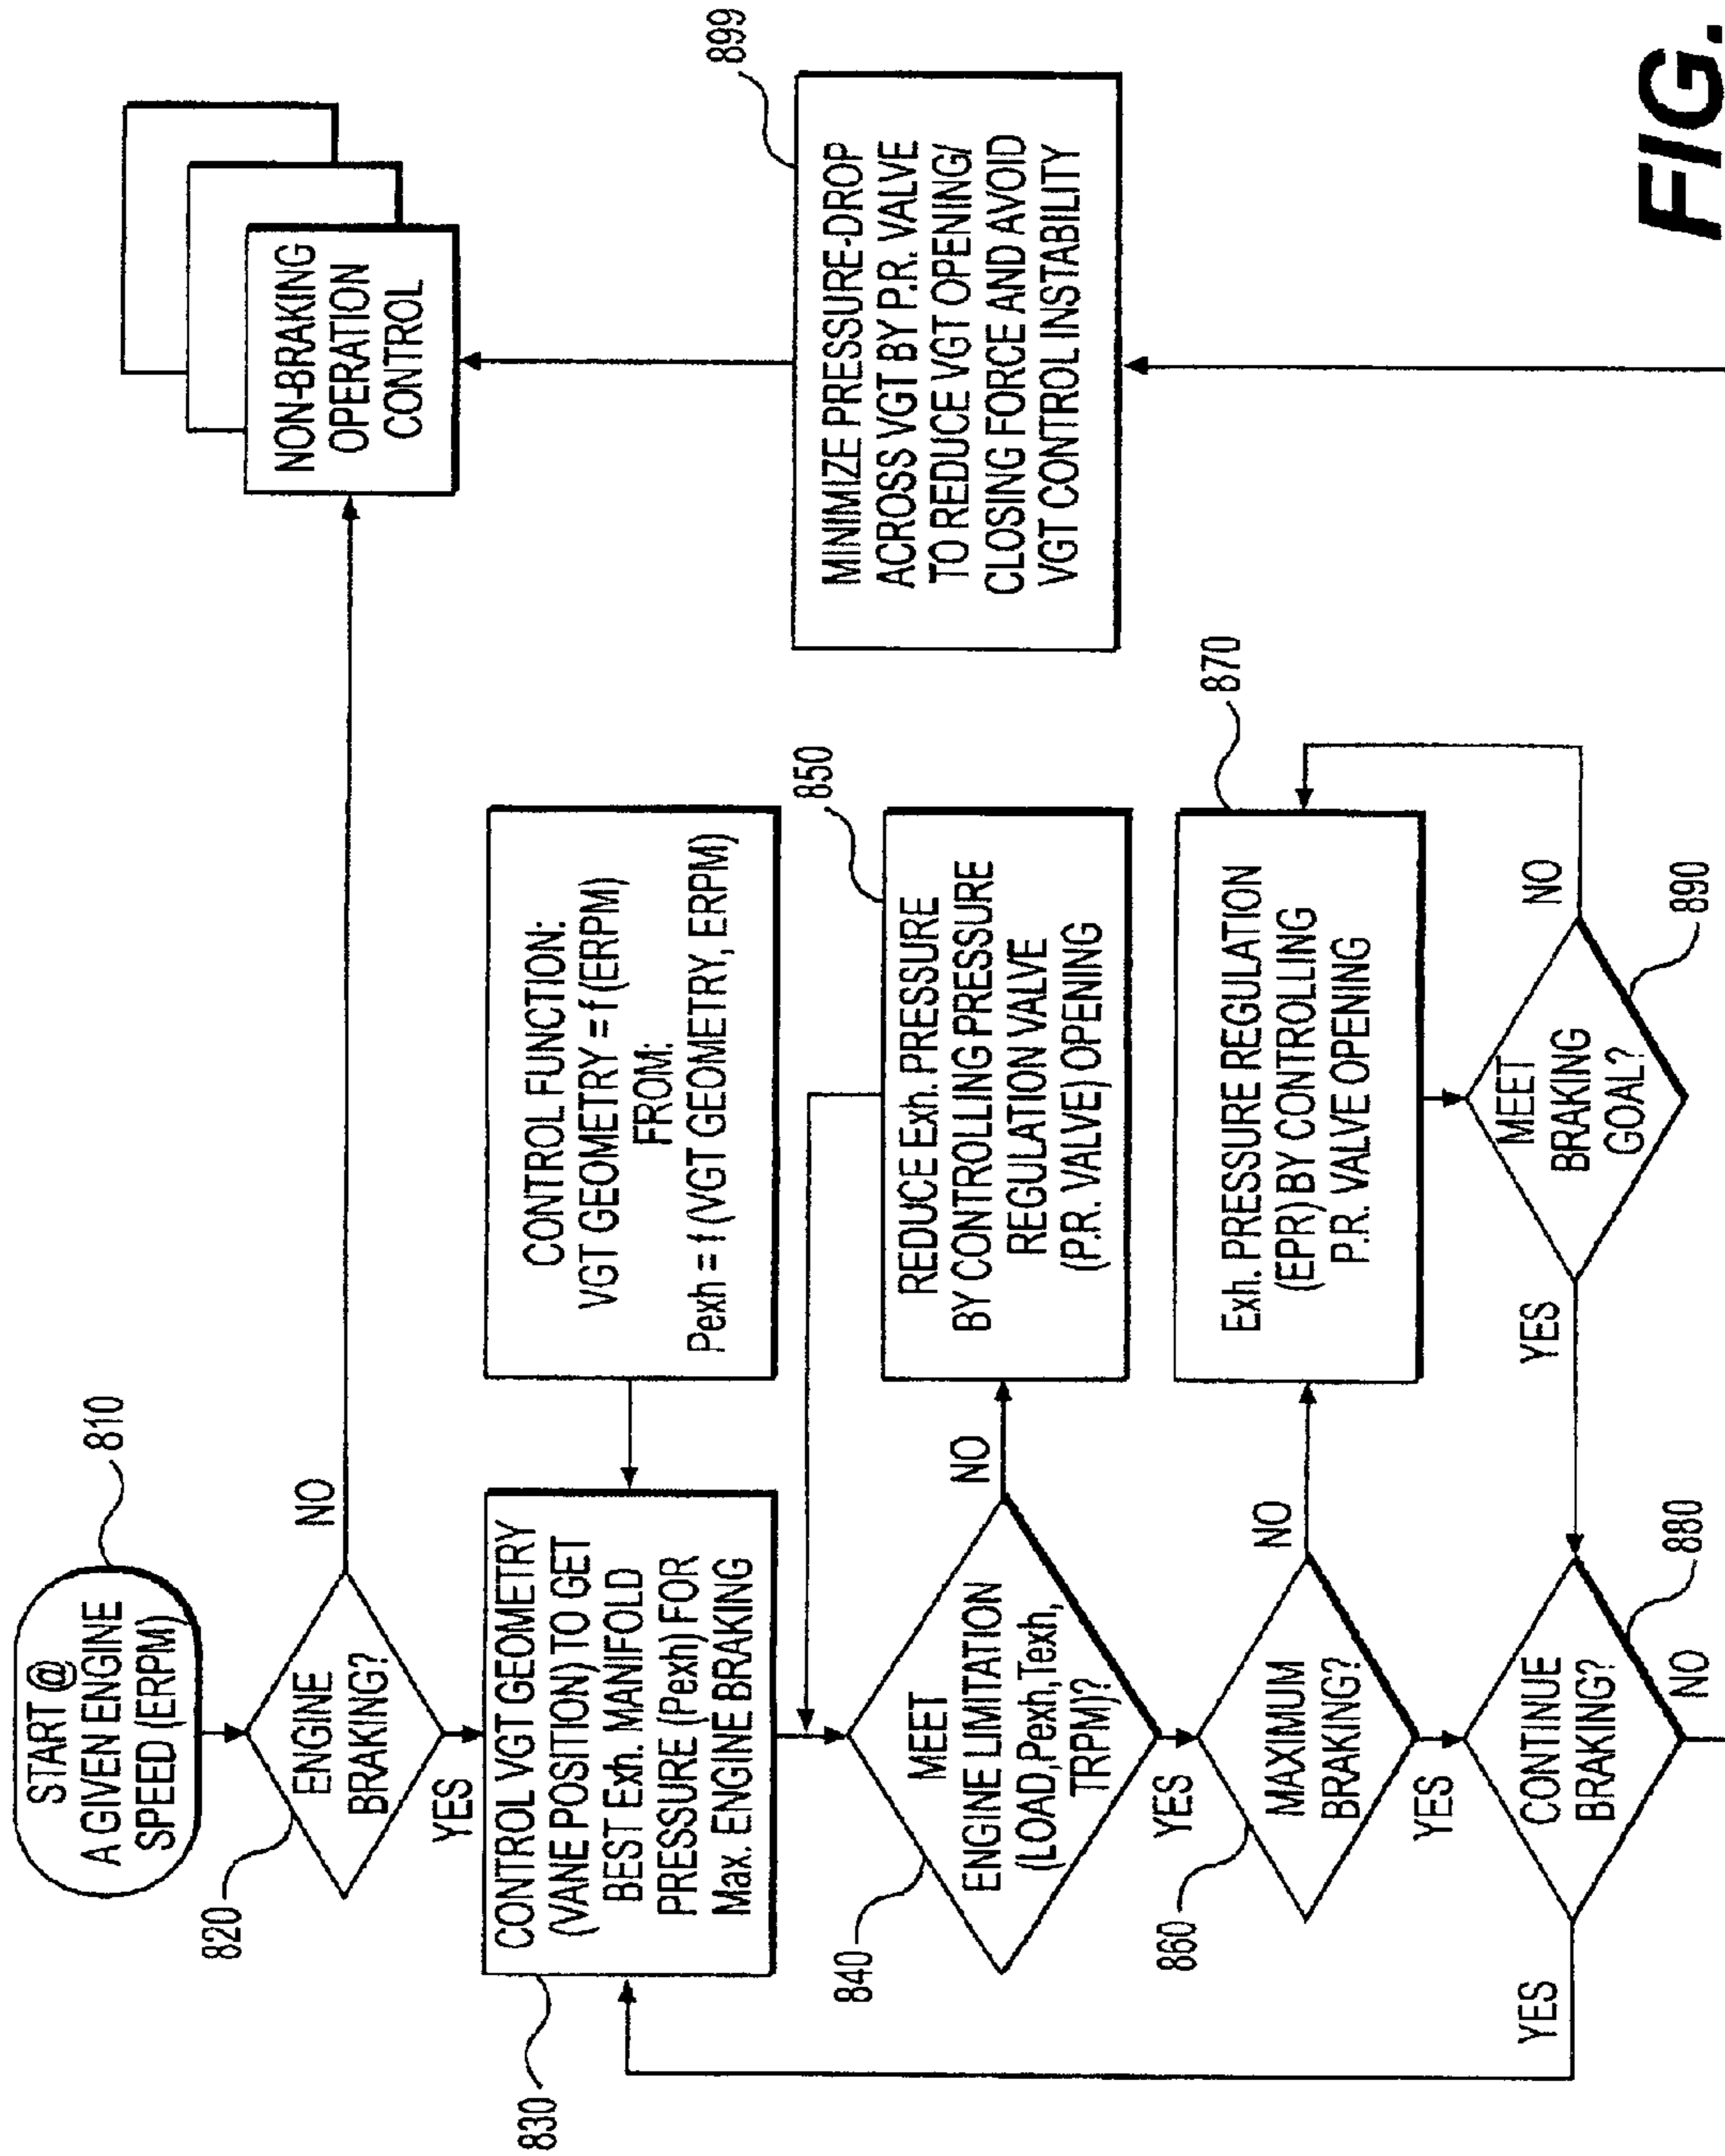 START @
A GIVEN ENGINE
SPEED (ERPM)
810
820
ENGINE
BRAKING?
NO
YES
NON-BRAKING
OPERATION
CONTROL
830
CONTROL VGT GEOMETRY
(VANE POSITION) TO GET
BEST Exh. MANIFOLD
PRESSURE (Pexh) FOR
Max. ENGINE BRAKING
CONTROL FUNCTION:
VGT GEOMETRY = f (ERPM)
FROM:
Pexh = f (VGT GEOMETRY, ERPM)
840
MEET
ENGINE LIMITATION
(LOAD,Pexh,Texh,
TRPM)?
NO
YES
850
REDUCE Exh. PRESSURE
BY CONTROLLING PRESSURE
REGULATION VALVE
(P.R. VALVE) OPENING
860
MAXIMUM
BRAKING?
NO
YES
870
Exh. PRESSURE REGULATION
(EPR) BY CONTROLLING
P.R. VALVE OPENING
880
CONTINUE
BRAKING?
YES
NO
890
MEET
BRAKING
GOAL?
YES
NO
899
MINIMIZE PRESSURE-DROP
ACROSS VGT BY P.R. VALVE
TO REDUCE VGT OPENING/
CLOSING FORCE AND AVOID
VGT CONTROL INSTABILITY
FIG.